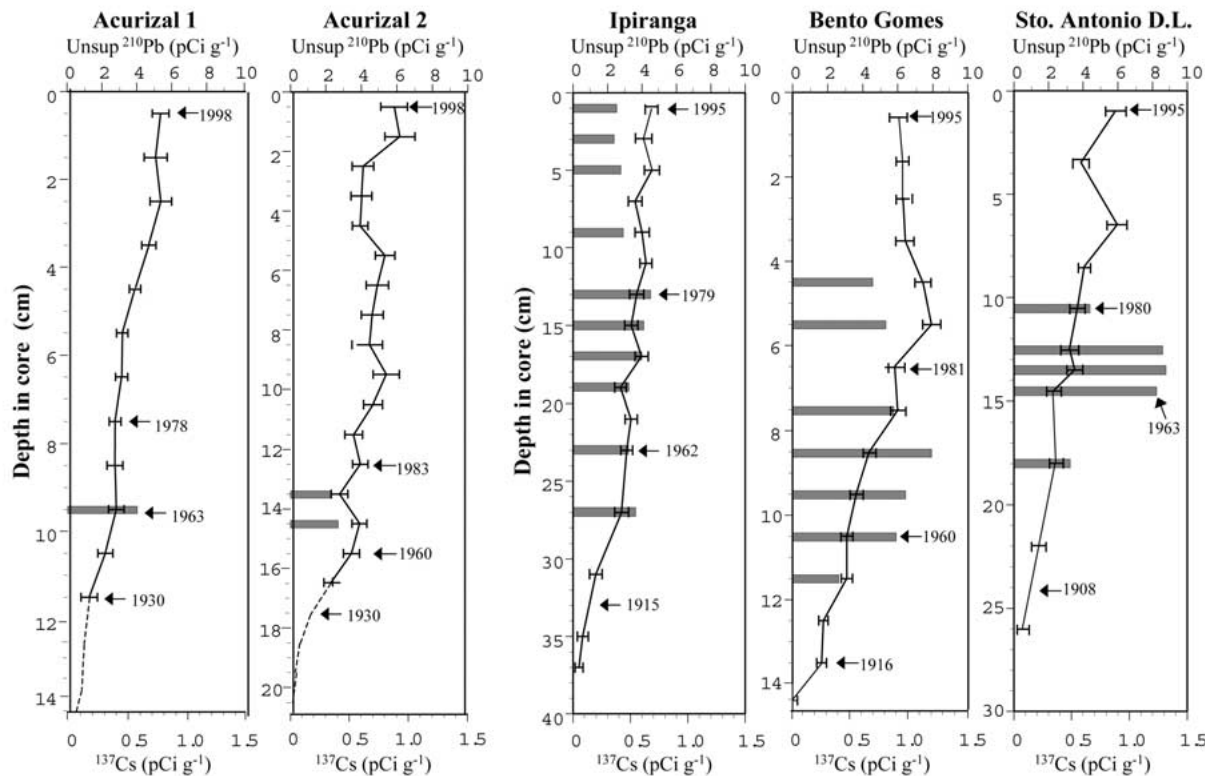 Acurizal 1
Unsup ²¹⁰Pb (pCi g⁻¹)
0 2 4 6 8 10
Depth in core (cm)
0
2
4
6
8
10
12
14
1998
1978
1963
1930
0 0.5 1.0 1.5
¹³⁷Cs (pCi g⁻¹)
Acurizal 2
Unsup ²¹⁰Pb (pCi g⁻¹)
0 2 4 6 8 10
0
2
4
6
8
10
12
14
16
18
20
1998
1983
1960
1930
0 0.5 1.0 1.5
¹³⁷Cs (pCi g⁻¹)
Ipiranga
Unsup ²¹⁰Pb (pCi g⁻¹)
0 2 4 6 8 10
Depth in core (cm)
0
5
10
15
20
25
30
35
40
1995
1979
1962
1915
0 0.5 1.0 1.5
¹³⁷Cs (pCi g⁻¹)
Bento Gomes
Unsup ²¹⁰Pb (pCi g⁻¹)
0 2 4 6 8 10
0
2
4
6
8
10
12
14
1995
1981
1960
1916
0 0.5 1.0 1.5
¹³⁷Cs (pCi g⁻¹)
Sto. Antonio D.L.
Unsup ²¹⁰Pb (pCi g⁻¹)
0 2 4 6 8 10
0
5
10
15
20
25
30
1995
1980
1963
1908
0 0.5 1.0 1.5
¹³⁷Cs (pCi g⁻¹)